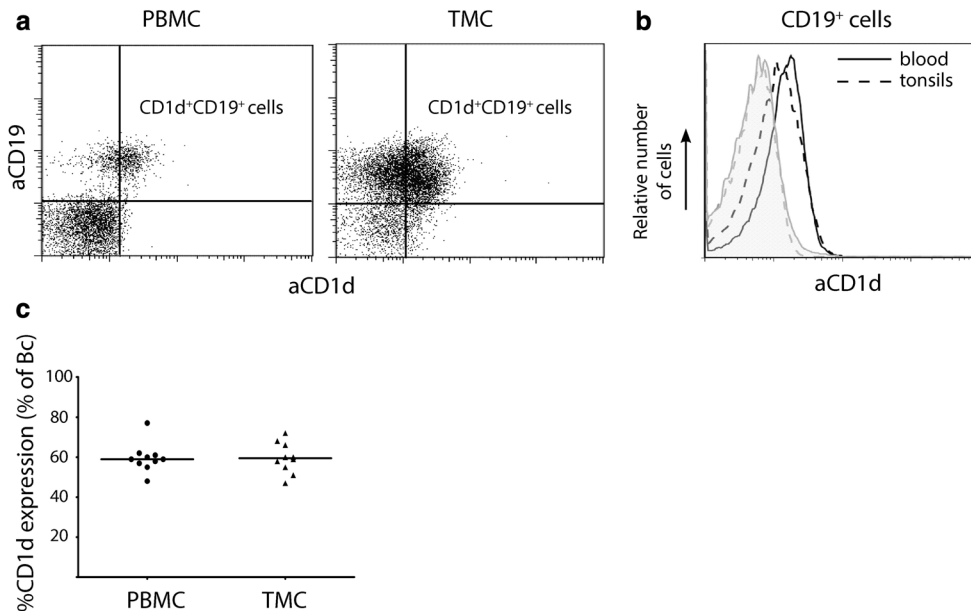 a
PBMC
TMC
aCD19
CD1d⁺CD19⁺ cells
CD1d⁺CD19⁺ cells
aCD1d
b
CD19⁺ cells
blood
tonsils
Relative number
of cells
aCD1d
c
%CD1d expression (% of Bc)
100
80
60
40
20
PBMC
TMC